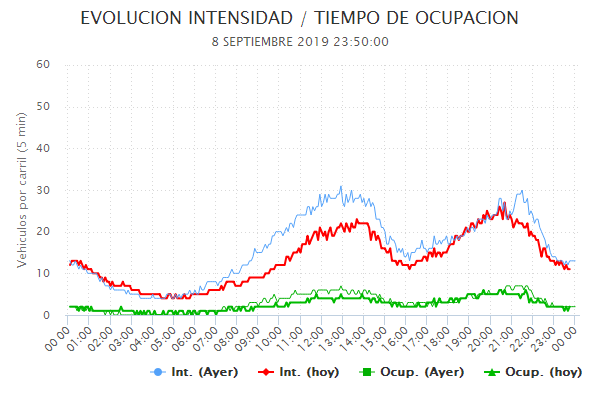 EVOLUCION INTENSIDAD / TIEMPO DE OCUPACION
8 SEPTIEMBRE 2019 23:50:00
Vehículos por carril (5 min)
60
50
40
30
20
10
0
00:00 01:00 02:00 03:00 04:00 05:00 06:00 07:00 08:00 09:00 10:00 11:00 12:00 13:00 14:00 15:00 16:00 17:00 18:00 19:00 20:00 21:00 22:00 23:00 00:00
Int. (Ayer) Int. (hoy) Ocup. (Ayer) Ocup. (hoy)